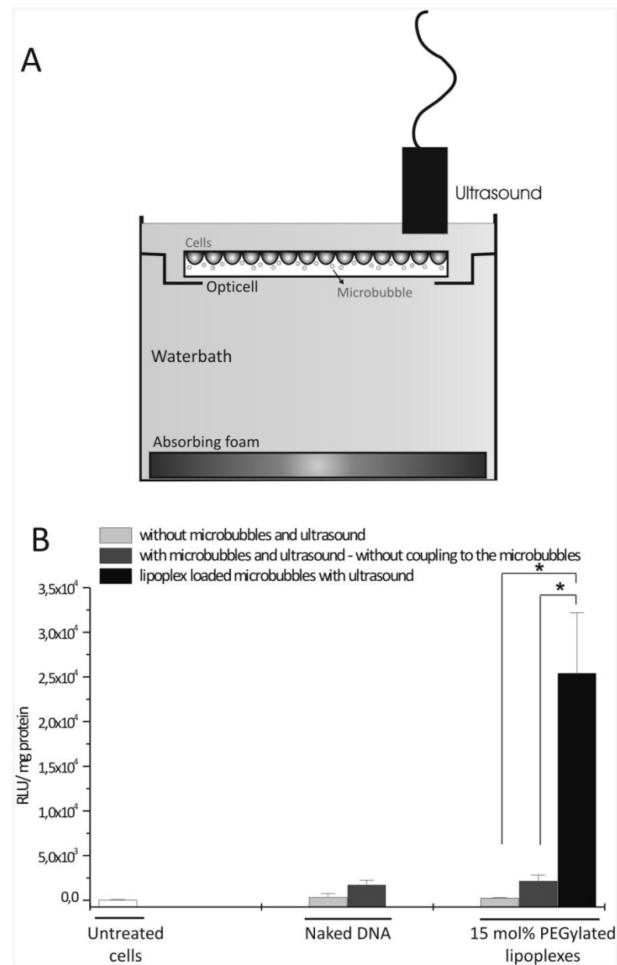 A
Ultrasound
Cells
Opticell
Microbubble
Waterbath
Absorbing foam
B
without microbubbles and ultrasound
with microbubbles and ultrasound - without coupling to the microbubbles
lipoplex loaded microbubbles with ultrasound
*
*
3,5x10⁴
3,0x10⁴
2,5x10⁴
2,0x10⁴
1,5x10⁴
1,0x10⁴
5,0x10³
0,0
RLU/ mg protein
Untreated
cells
Naked DNA
15 mol% PEGylated
lipoplexes